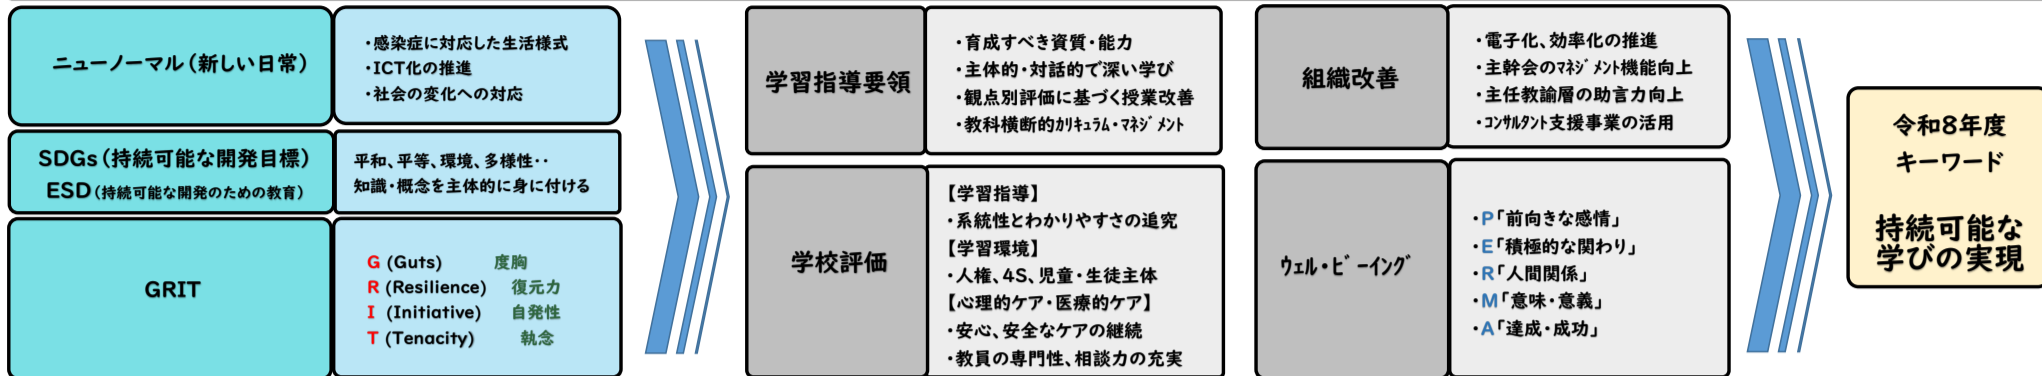 ニューノーマル(新しい日常)
・感染症に対応した生活様式
・ICT化の推進
・社会の変化への対応
SDGs(持続可能な開発目標)
ESD(持続可能な開発のための教育)
平和、平等、環境、多様性・・
知識・概念を主体的に身に付ける
GRIT
G (Guts) 度胸
R (Resilience) 復元力
I (Initiative) 自発性
T (Tenacity) 執念
学習指導要領
・育成すべき資質・能力
・主体的・対話的で深い学び
・観点別評価に基づく授業改善
・教科横断的カリキュラム・マネジメント
学校評価
【学習指導】
・系統性とわかりやすさの追究
【学習環境】
・人権、4S、児童・生徒主体
【心理的ケア・医療的ケア】
・安心、安全なケアの継続
・教員の専門性、相談力の充実
組織改善
・電子化、効率化の推進
・主幹会のマネジメント機能向上
・主任教諭層の助言力向上
・コンサルタント支援事業の活用
ウェル・ビーイング
・P「前向きな感情」
・E「積極的な関わり」
・R「人間関係」
・M「意味・意義」
・A「達成・成功」
令和8年度
キーワード
持続可能な
学びの実現